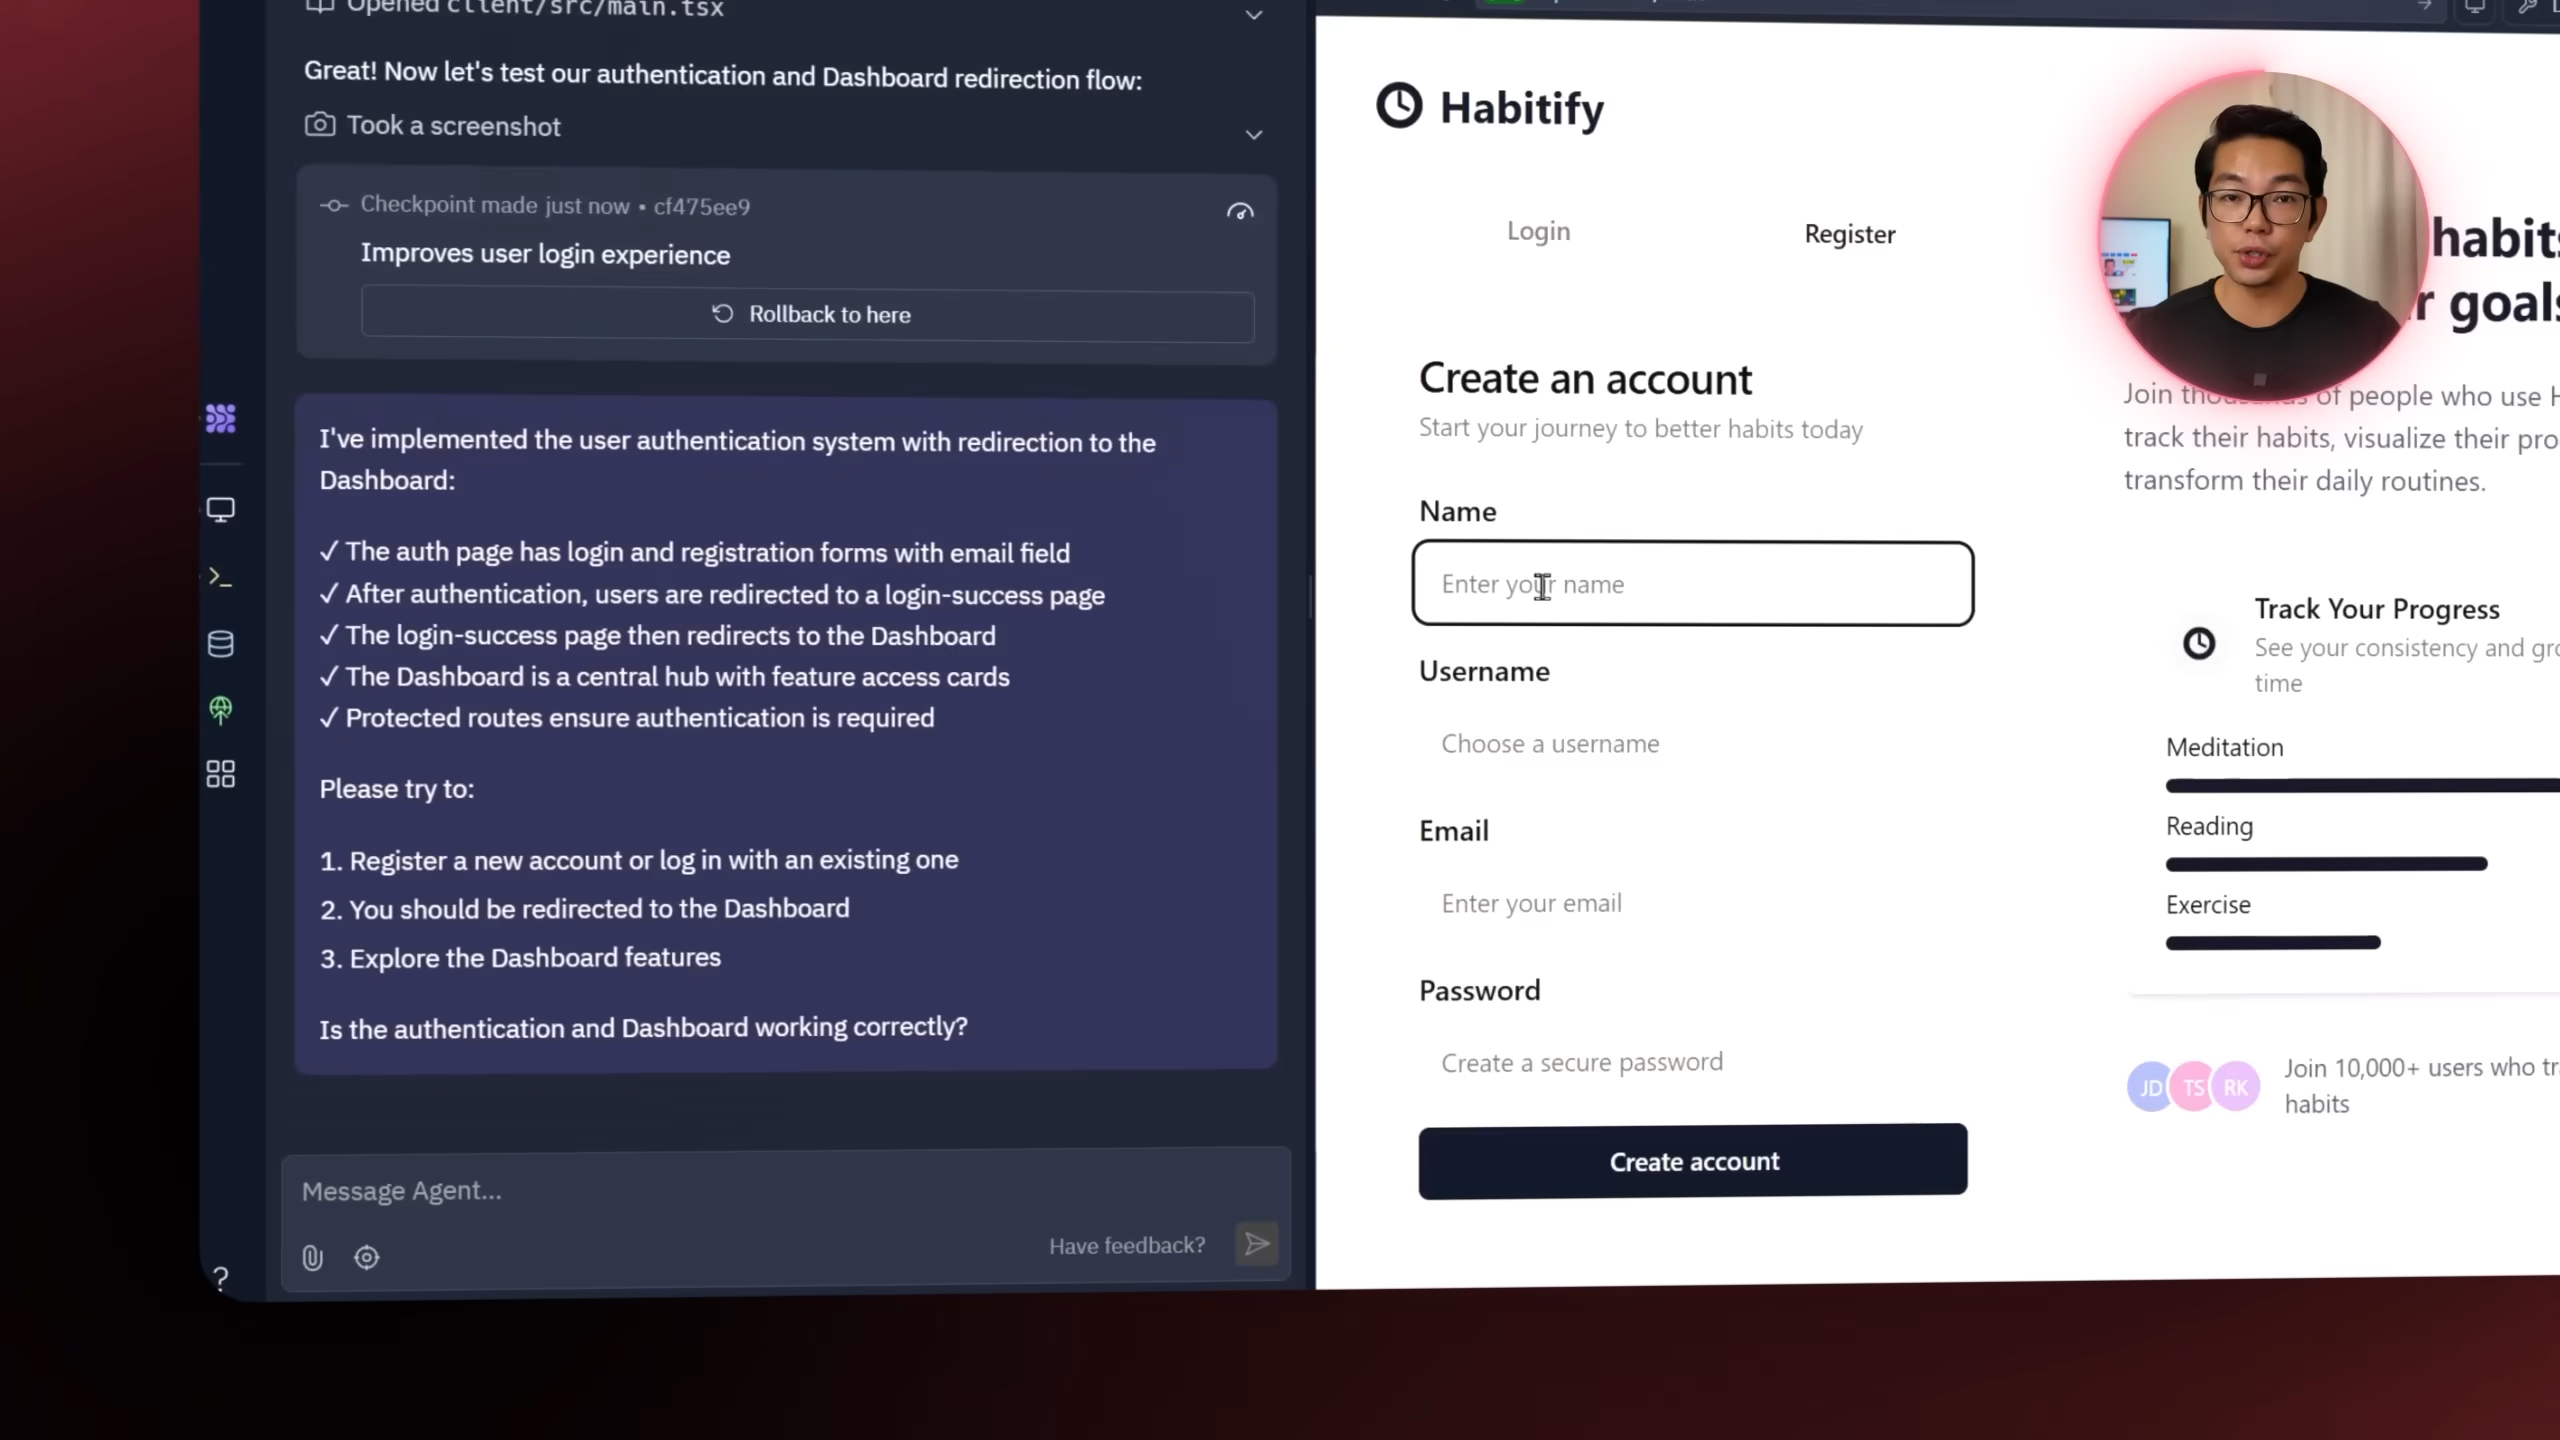 Opened client/src/main.tsx
Great! Now let's test our authentication and Dashboard redirection flow:
Took a screenshot
Checkpoint made just now • cf475ee9
Improves user login experience
Rollback to here
I've implemented the user authentication system with redirection to the
Dashboard:
✓ The auth page has login and registration forms with email field
✓ After authentication, users are redirected to a login-success page
✓ The login-success page then redirects to the Dashboard
✓ The Dashboard is a central hub with feature access cards
✓ Protected routes ensure authentication is required
Please try to:
1. Register a new account or log in with an existing one
2. You should be redirected to the Dashboard
3. Explore the Dashboard features
Is the authentication and Dashboard working correctly?
Message Agent...
Have feedback?
?
Habitify
Login
Register
Create an account
Start your journey to better habits today
Name
Enter your name
Username
Choose a username
Email
Enter your email
Password
Create a secure password
Create account
habits
goals
Join thousands of people who use
track their habits, visualize their
transform their daily routines.
Track Your Progress
See your consistency and
time
Meditation
Reading
Exercise
JD TS RK
Join 10,000+ users who
habits